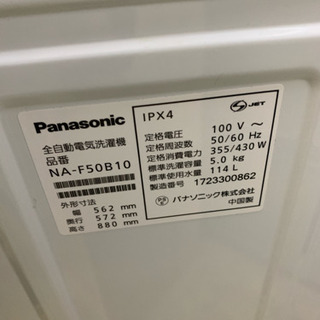 Panasonic
全自動電気洗濯機
品番
NA-F50B10
外形寸法
幅 562 mm
奥行 572 mm
高さ 880 mm
IPX4
JET
定格電圧 100 V ~
定格周波数 50/60 Hz
定格消費電力 355/430 W
標準洗濯容量 5.0 kg
標準使用水量 114 L
製造番号 1723300862
パナソニック株式会社
中国製